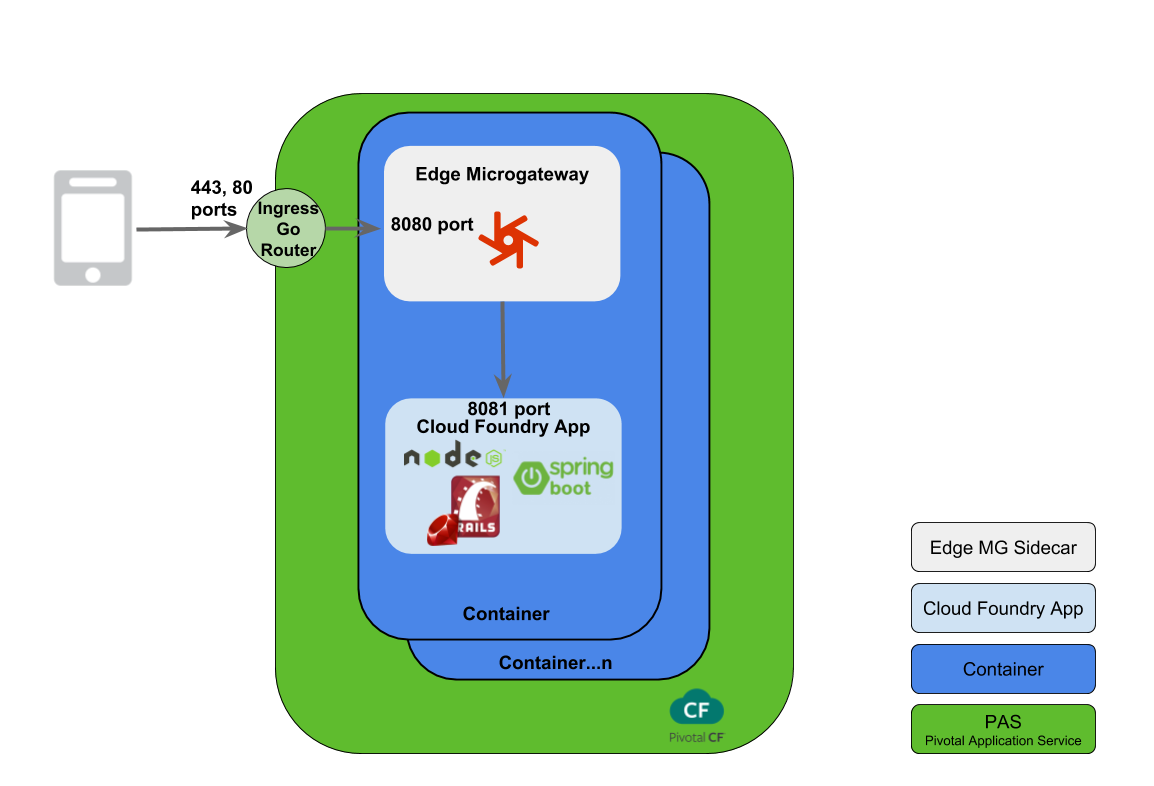 443, 80
ports
Ingress
Go
Router
Edge Microgateway
8080 port
8081 port
Cloud Foundry App
node
JS
spring
boot
RAILS
Container
Container...n
CF
Pivotal CF
Edge MG Sidecar
Cloud Foundry App
Container
PAS
Pivotal Application Service